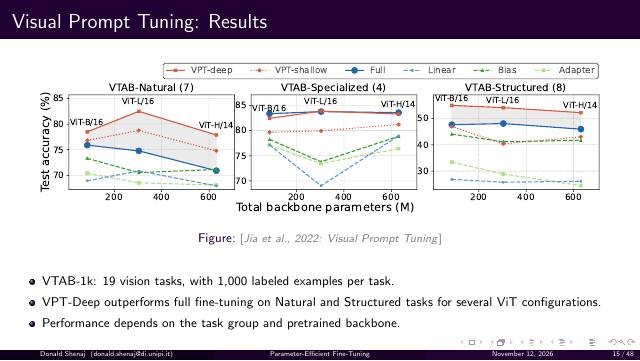 Visual Prompt Tuning: Results
VPT-deep VPT-shallow Full Linear Bias Adapter
VTAB-Natural (7) VTAB-Specialized (4) VTAB-Structured (8)
Test accuracy (%)
85
80
75
70
ViT-B/16 ViT-L/16 ViT-H/14
200 400 600
85
80
75
70
ViT-B/16 ViT-L/16 ViT-H/14
200 400 600
50
40
30
ViT-B/16 ViT-L/16 ViT-H/14
200 400 600
Total backbone parameters (M)
Figure: [Jia et al., 2022: Visual Prompt Tuning]
VTAB-1k: 19 vision tasks, with 1,000 labeled examples per task.
VPT-Deep outperforms full fine-tuning on Natural and Structured tasks for several ViT configurations.
Performance depends on the task group and pretrained backbone.
Donald Shenaj (donald.shenaj@di.unipi.it) Parameter-Efficient Fine-Tuning November 12, 2026 15 / 48